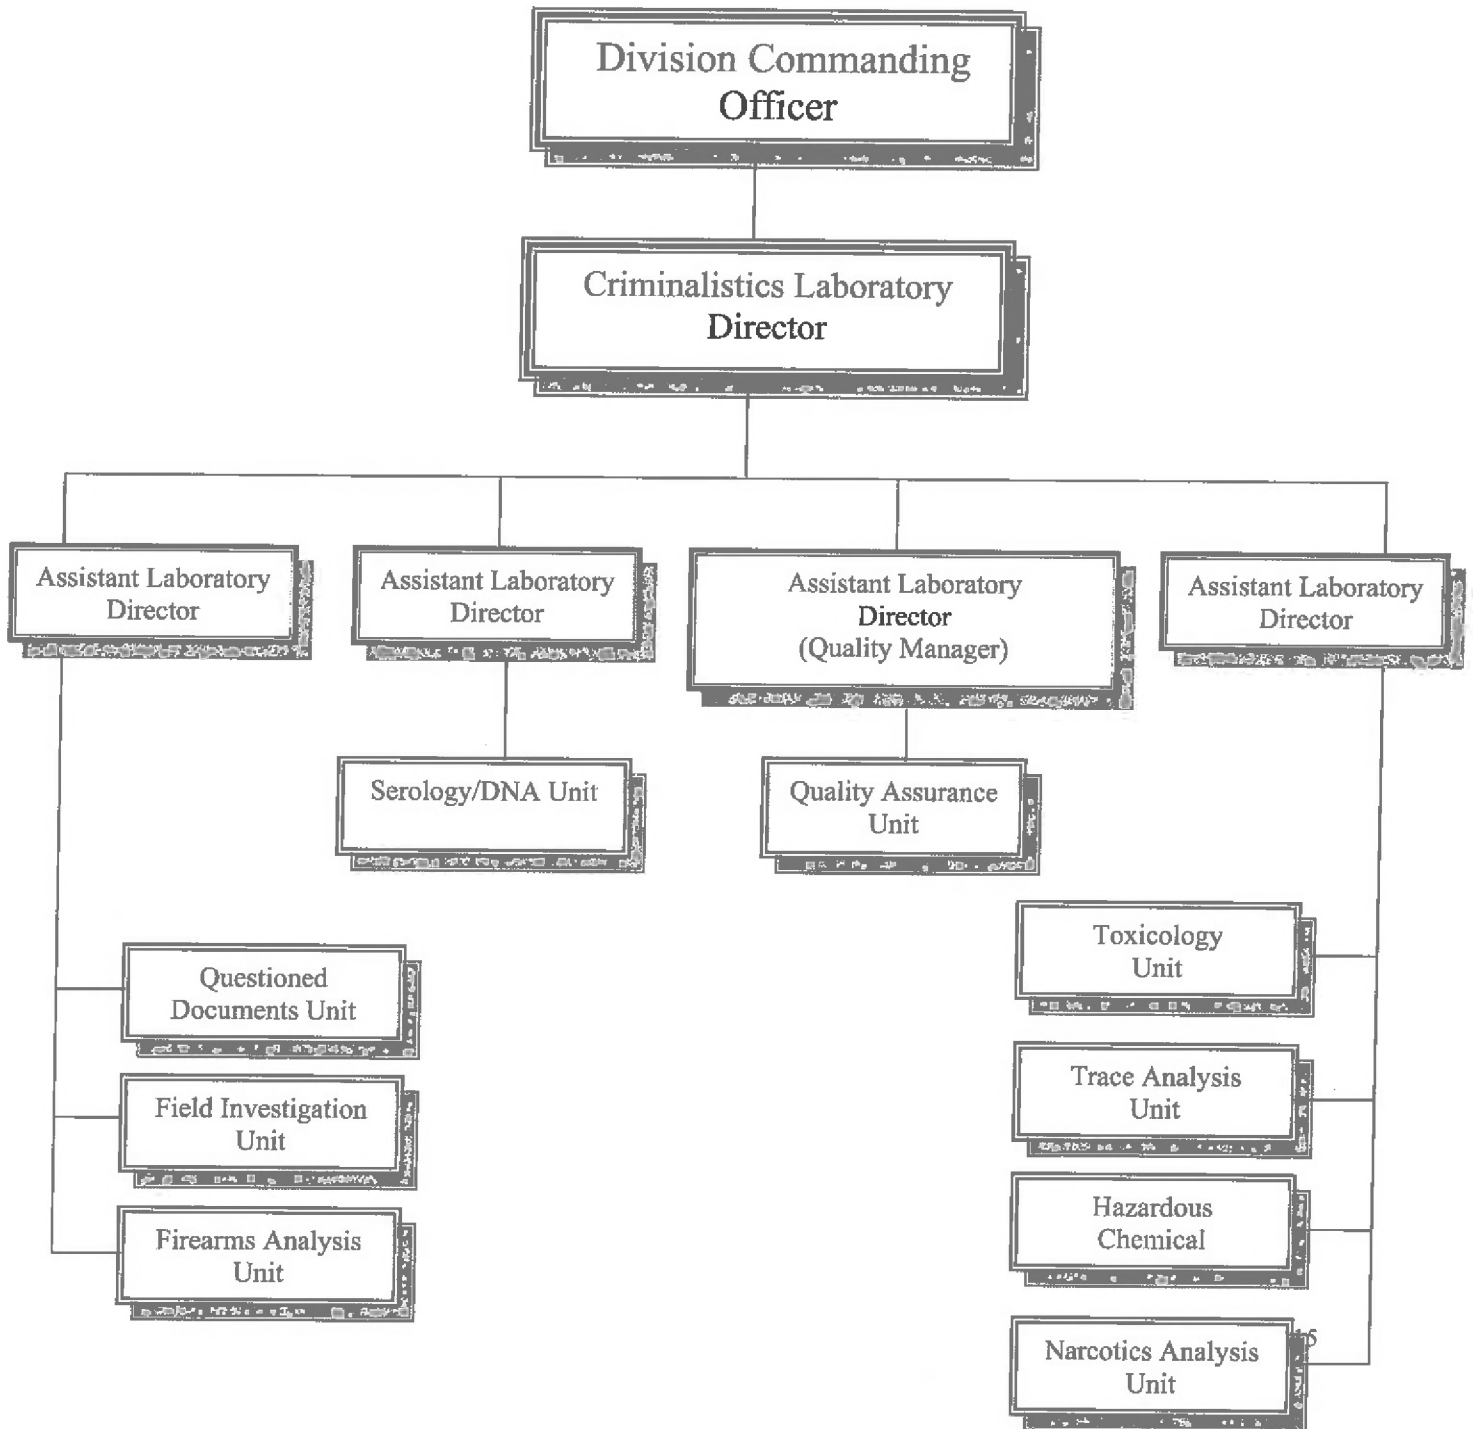 Division Commanding
Officer
Criminalistics Laboratory
Director
Assistant Laboratory
Director
Assistant Laboratory
Director
Assistant Laboratory
Director
(Quality Manager)
Assistant Laboratory
Director
Serology/DNA Unit
Quality Assurance
Unit
Questioned
Documents Unit
Field Investigation
Unit
Firearms Analysis
Unit
Toxicology
Unit
Trace Analysis
Unit
Hazardous
Chemical
Narcotics Analysis
Unit